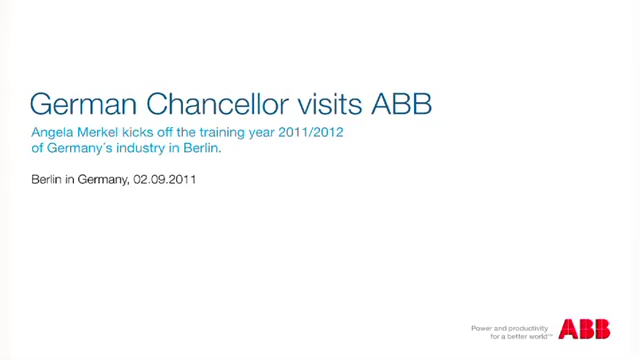 German Chancellor visits ABB
Angela Merkel kicks off the training year 2011/2012
of Germany´s industry in Berlin.
Berlin in Germany, 02.09.2011
Power and productivity
for a better world™
ABB